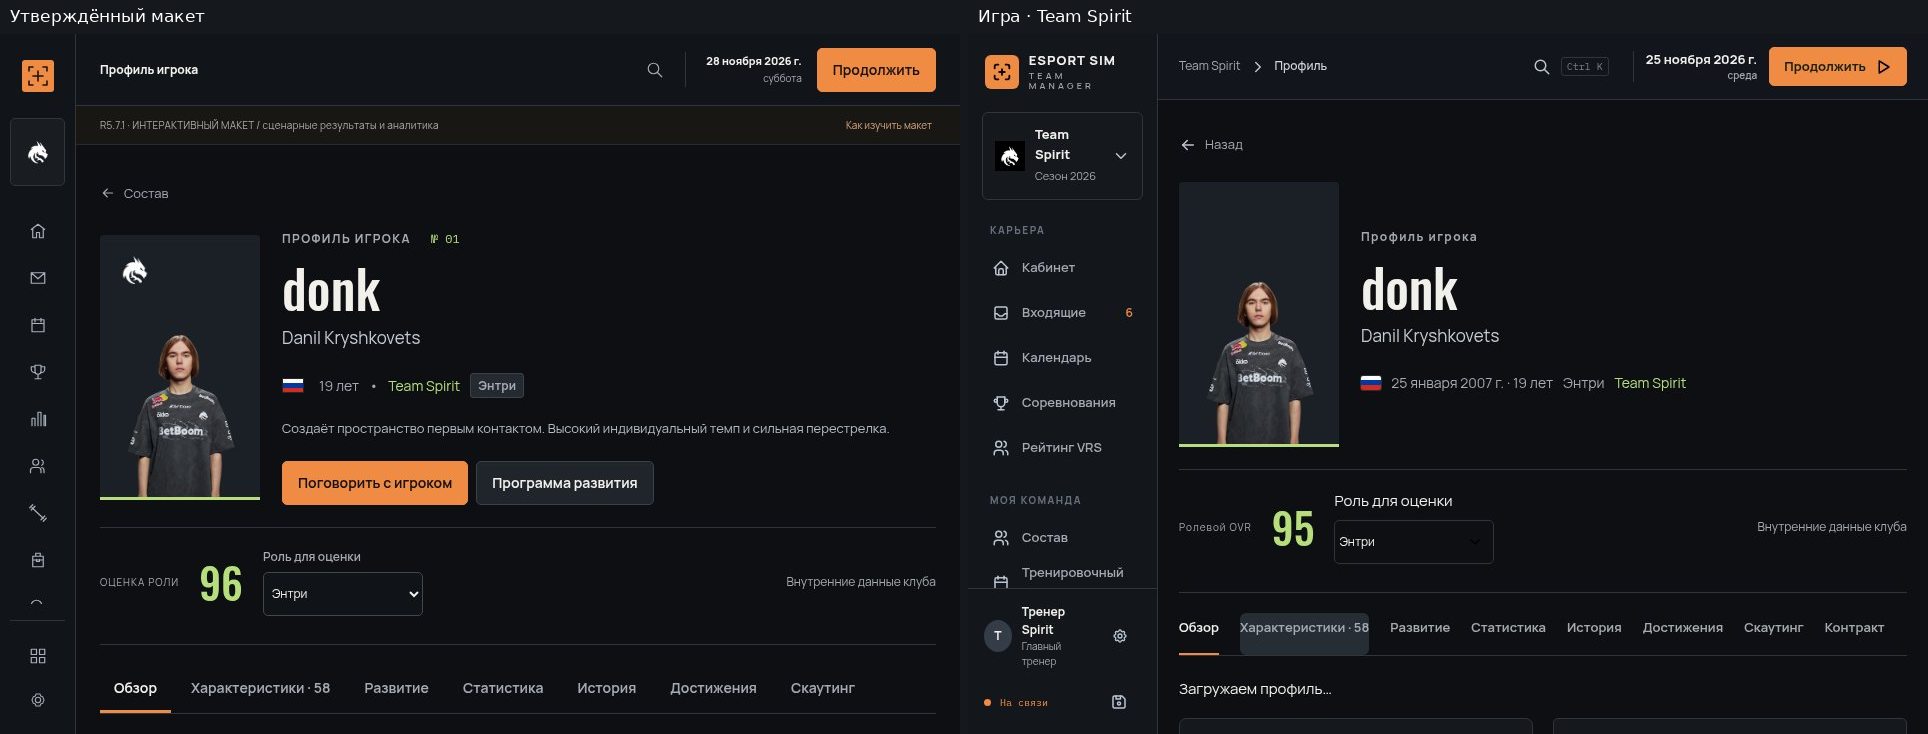 Утверждённый макет
Профиль игрока
28 ноября 2026 г.
суббота
Продолжить
R5.7.1 · ИНТЕРАКТИВНЫЙ МАКЕТ / сценарные результаты и аналитика
Как изучить макет
Состав
ПРОФИЛЬ ИГРОКА № 01
donk
Danil Kryshkovets
19 лет • Team Spirit Энтри
Создаёт пространство первым контактом. Высокий индивидуальный темп и сильная перестрелка.
Поговорить с игроком
Программа развития
BetBoom
ОЦЕНКА РОЛИ
96
Роль для оценки
Энтри
Внутренние данные клуба
Обзор
Характеристики · 58
Развитие
Статистика
История
Достижения
Скаутинг
Игра · Team Spirit
ESPORT SIM
TEAM
MANAGER
Team
Spirit
Сезон 2026
КАРЬЕРА
Кабинет
Входящие 6
Календарь
Соревнования
Рейтинг VRS
МОЯ КОМАНДА
Состав
Тренировочный
Т
Тренер
Spirit
Главный
тренер
На связи
Team Spirit
Профиль
Ctrl K
25 ноября 2026 г.
среда
Продолжить
Назад
Профиль игрока
donk
Danil Kryshkovets
25 января 2007 г. · 19 лет Энтри Team Spirit
BetBoom
Ролевой OVR
95
Роль для оценки
Энтри
Внутренние данные клуба
Обзор
Характеристики · 58
Развитие
Статистика
История
Достижения
Скаутинг
Контракт
Загружаем профиль...